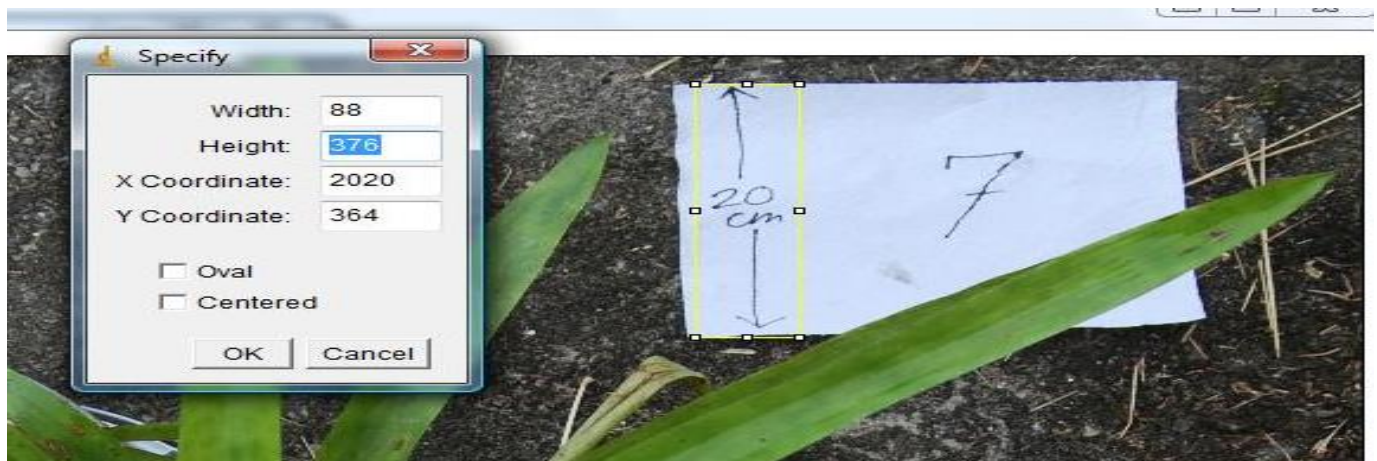 Specify
Width: 88
Height: 376
X Coordinate: 2020
Y Coordinate: 364
Oval
Centered
OK Cancel
20
cm
7